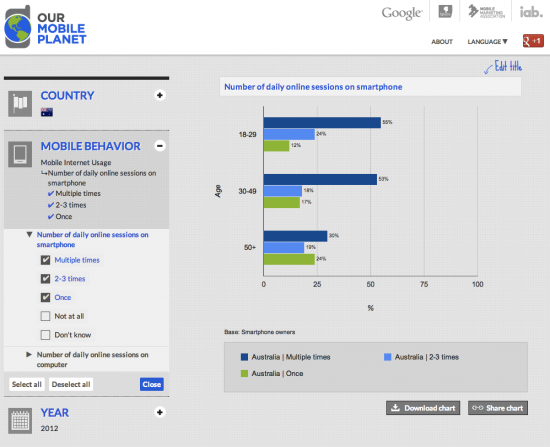 OUR
MOBILE
PLANET
Google
MOBILE
MARKETING
ASSOCIATION
iab.
ABOUT
LANGUAGE ▼
+1
Edit title
COUNTRY
MOBILE BEHAVIOR
Mobile Internet Usage
↳Number of daily online sessions on
smartphone
✔ Multiple times
✔ 2-3 times
✔ Once
▼ Number of daily online sessions on
smartphone
Multiple times
2-3 times
Once
Not at all
Don't know
▶ Number of daily online sessions on
computer
Select all
Deselect all
Close
YEAR
2012
Number of daily online sessions on smartphone
Age
18-29
55%
24%
12%
30-49
53%
18%
17%
50+
30%
19%
24%
0
25
50
75
100
%
Base: Smartphone owners
Australia | Multiple times
Australia | 2-3 times
Australia | Once
Download chart
Share chart